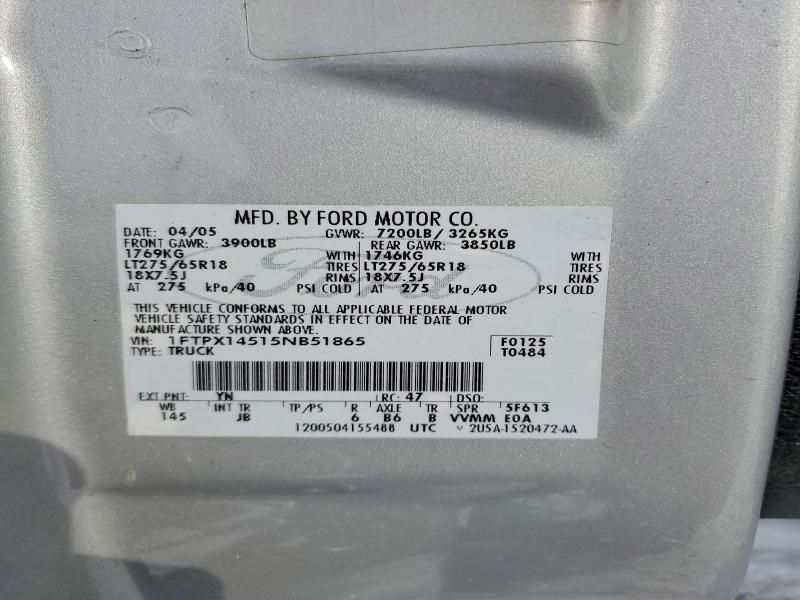 MFD. BY FORD MOTOR CO.
DATE: 04/05 GVWR: 7200LB/ 3265KG
FRONT GAWR: 3900LB REAR GAWR: 3850LB
1769KG WITH 1746KG WITH
LT275/65R18 TIRES LT275/65R18 TIRES
18X7.5J RIMS 18X7.5J RIMS
AT 275 kPa/40 PSI COLD AT 275 kPa/40 PSI COLD
THIS VEHICLE CONFORMS TO ALL APPLICABLE FEDERAL MOTOR
VEHICLE SAFETY STANDARDS IN EFFECT ON THE DATE OF
MANUFACTURE SHOWN ABOVE.
VIN: 1FTPX14515NB51865 F0125
TYPE: TRUCK T0484
EXT PNT: YN RC: 47 DSO:
WB INT TR TP/PS R AXLE TR SPR 5F613
145 JB 6 B6 B VVMM E0A
1200504155488 UTC 2U5A-1520472-AA
Ford